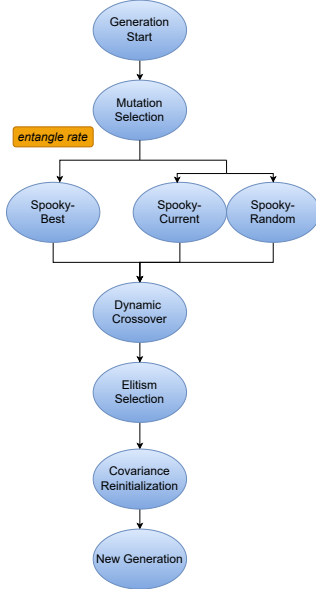 Generation
Start
Mutation
Selection
entangle rate
Spooky-
Best
Spooky-
Current
Spooky-
Random
Dynamic
Crossover
Elitism
Selection
Covariance
Reinitialization
New Generation